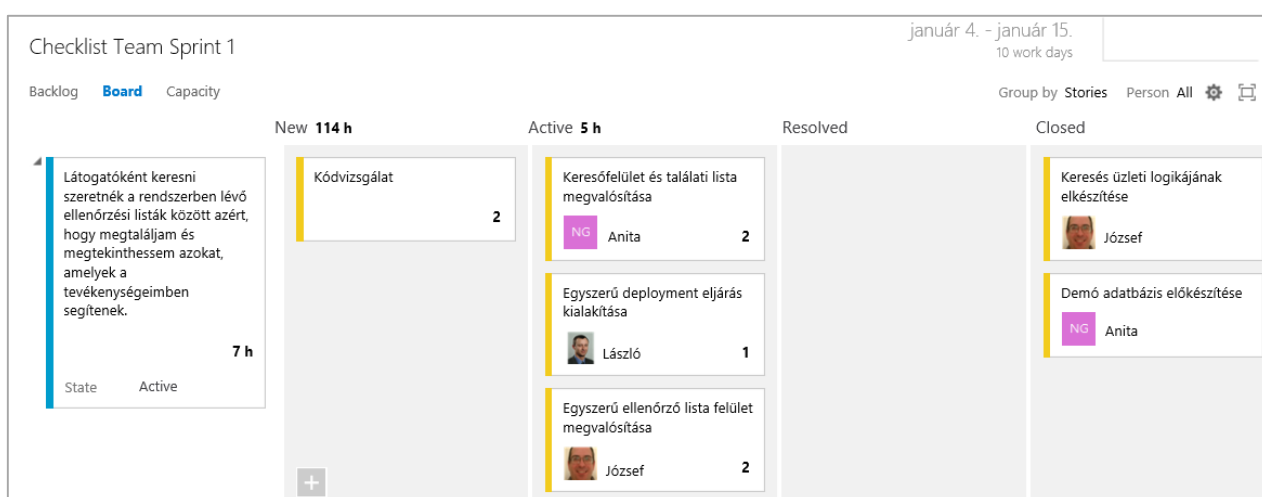 Checklist Team Sprint 1
január 4. - január 15.
10 work days
Backlog Board Capacity
Group by Stories Person All
New 114 h
Active 5 h
Resolved
Closed
Látogatóként keresni
szeretnék a rendszerben lévő
ellenőrzési listák között azért,
hogy megtaláljam és
megtekinthessem azokat,
amelyek a
tevékenységeimben
segítenek.
7 h
State Active
Kódvizsgálat
2
Keresőfelület és találati lista
megvalósítása
NG Anita 2
Egyszerű deployment eljárás
kialakítása
László 1
Egyszerű ellenőrző lista felület
megvalósítása
József 2
Keresés üzleti logikájának
elkészítése
József
Demó adatbázis előkészítése
NG Anita